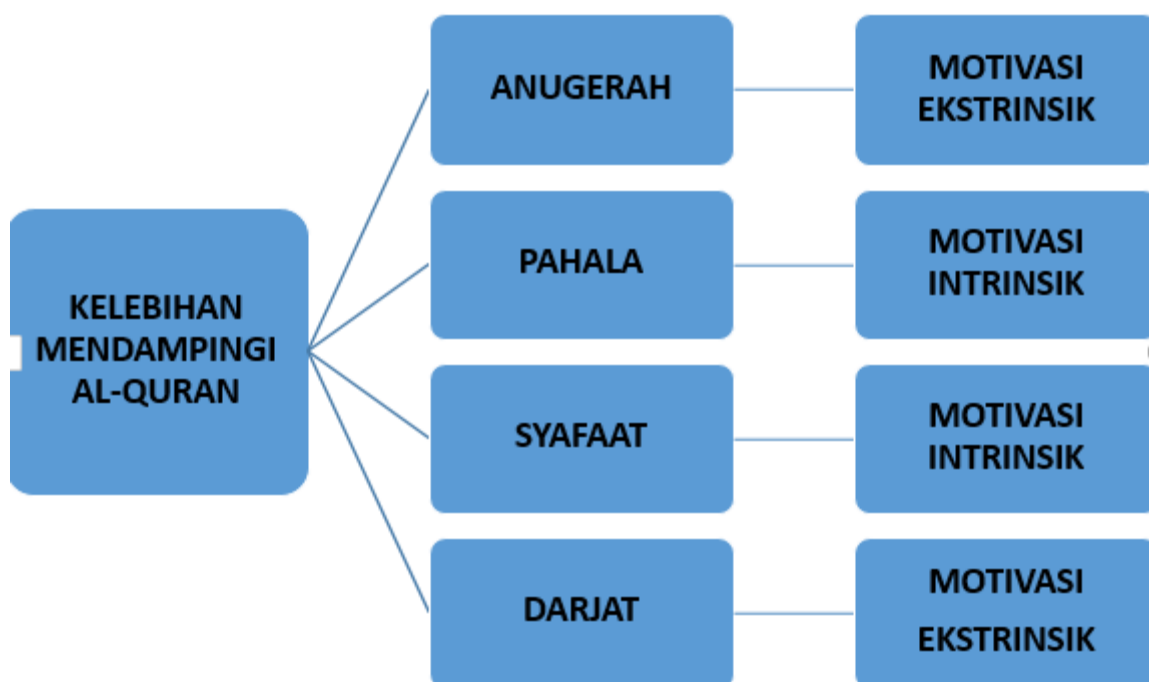 KELEBIHAN
MENDAMPINGI
AL-QURAN
ANUGERAH
MOTIVASI
EKSTRINSIK
PAHALA
MOTIVASI
INTRINSIK
SYAFAAT
MOTIVASI
INTRINSIK
DARJAT
MOTIVASI
EKSTRINSIK